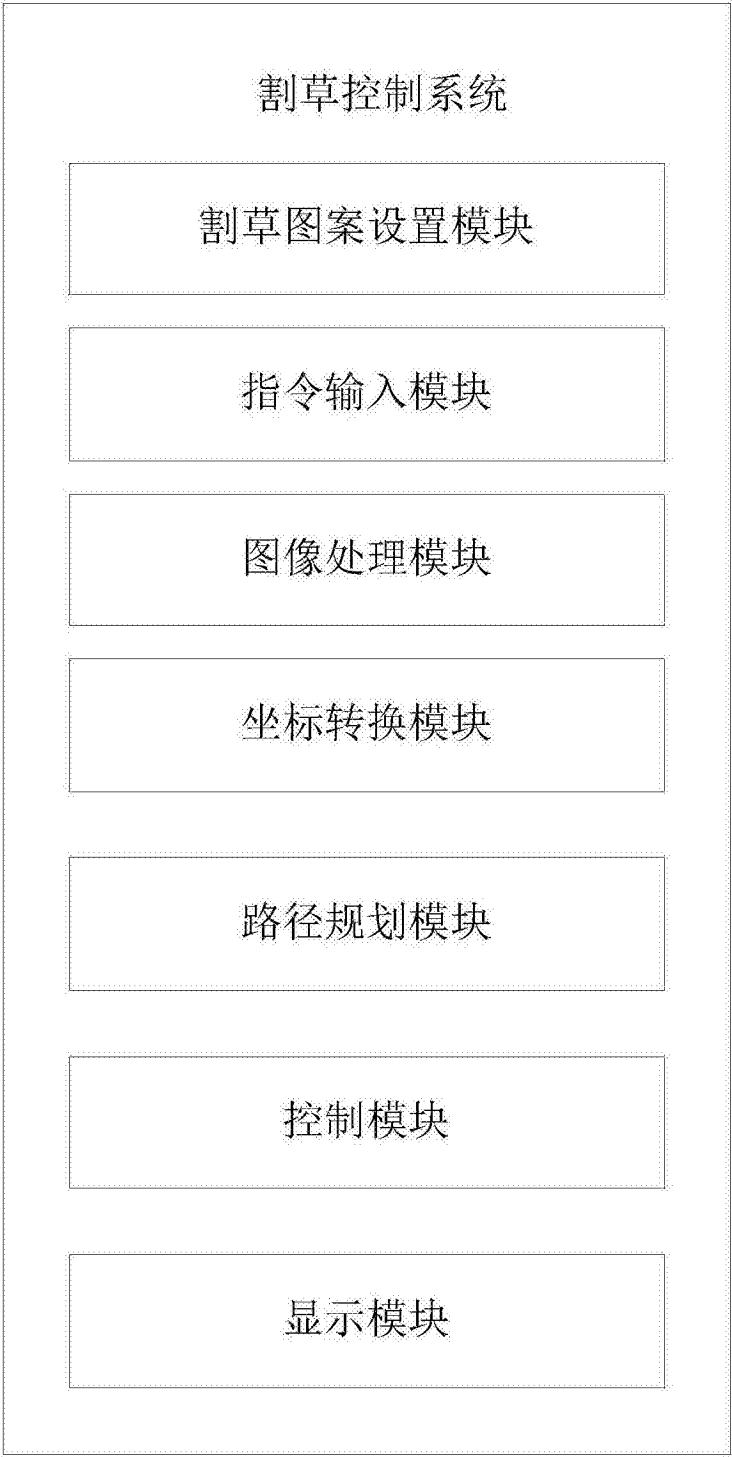 割草控制系统
割草图案设置模块
指令输入模块
图像处理模块
坐标转换模块
路径规划模块
控制模块
显示模块